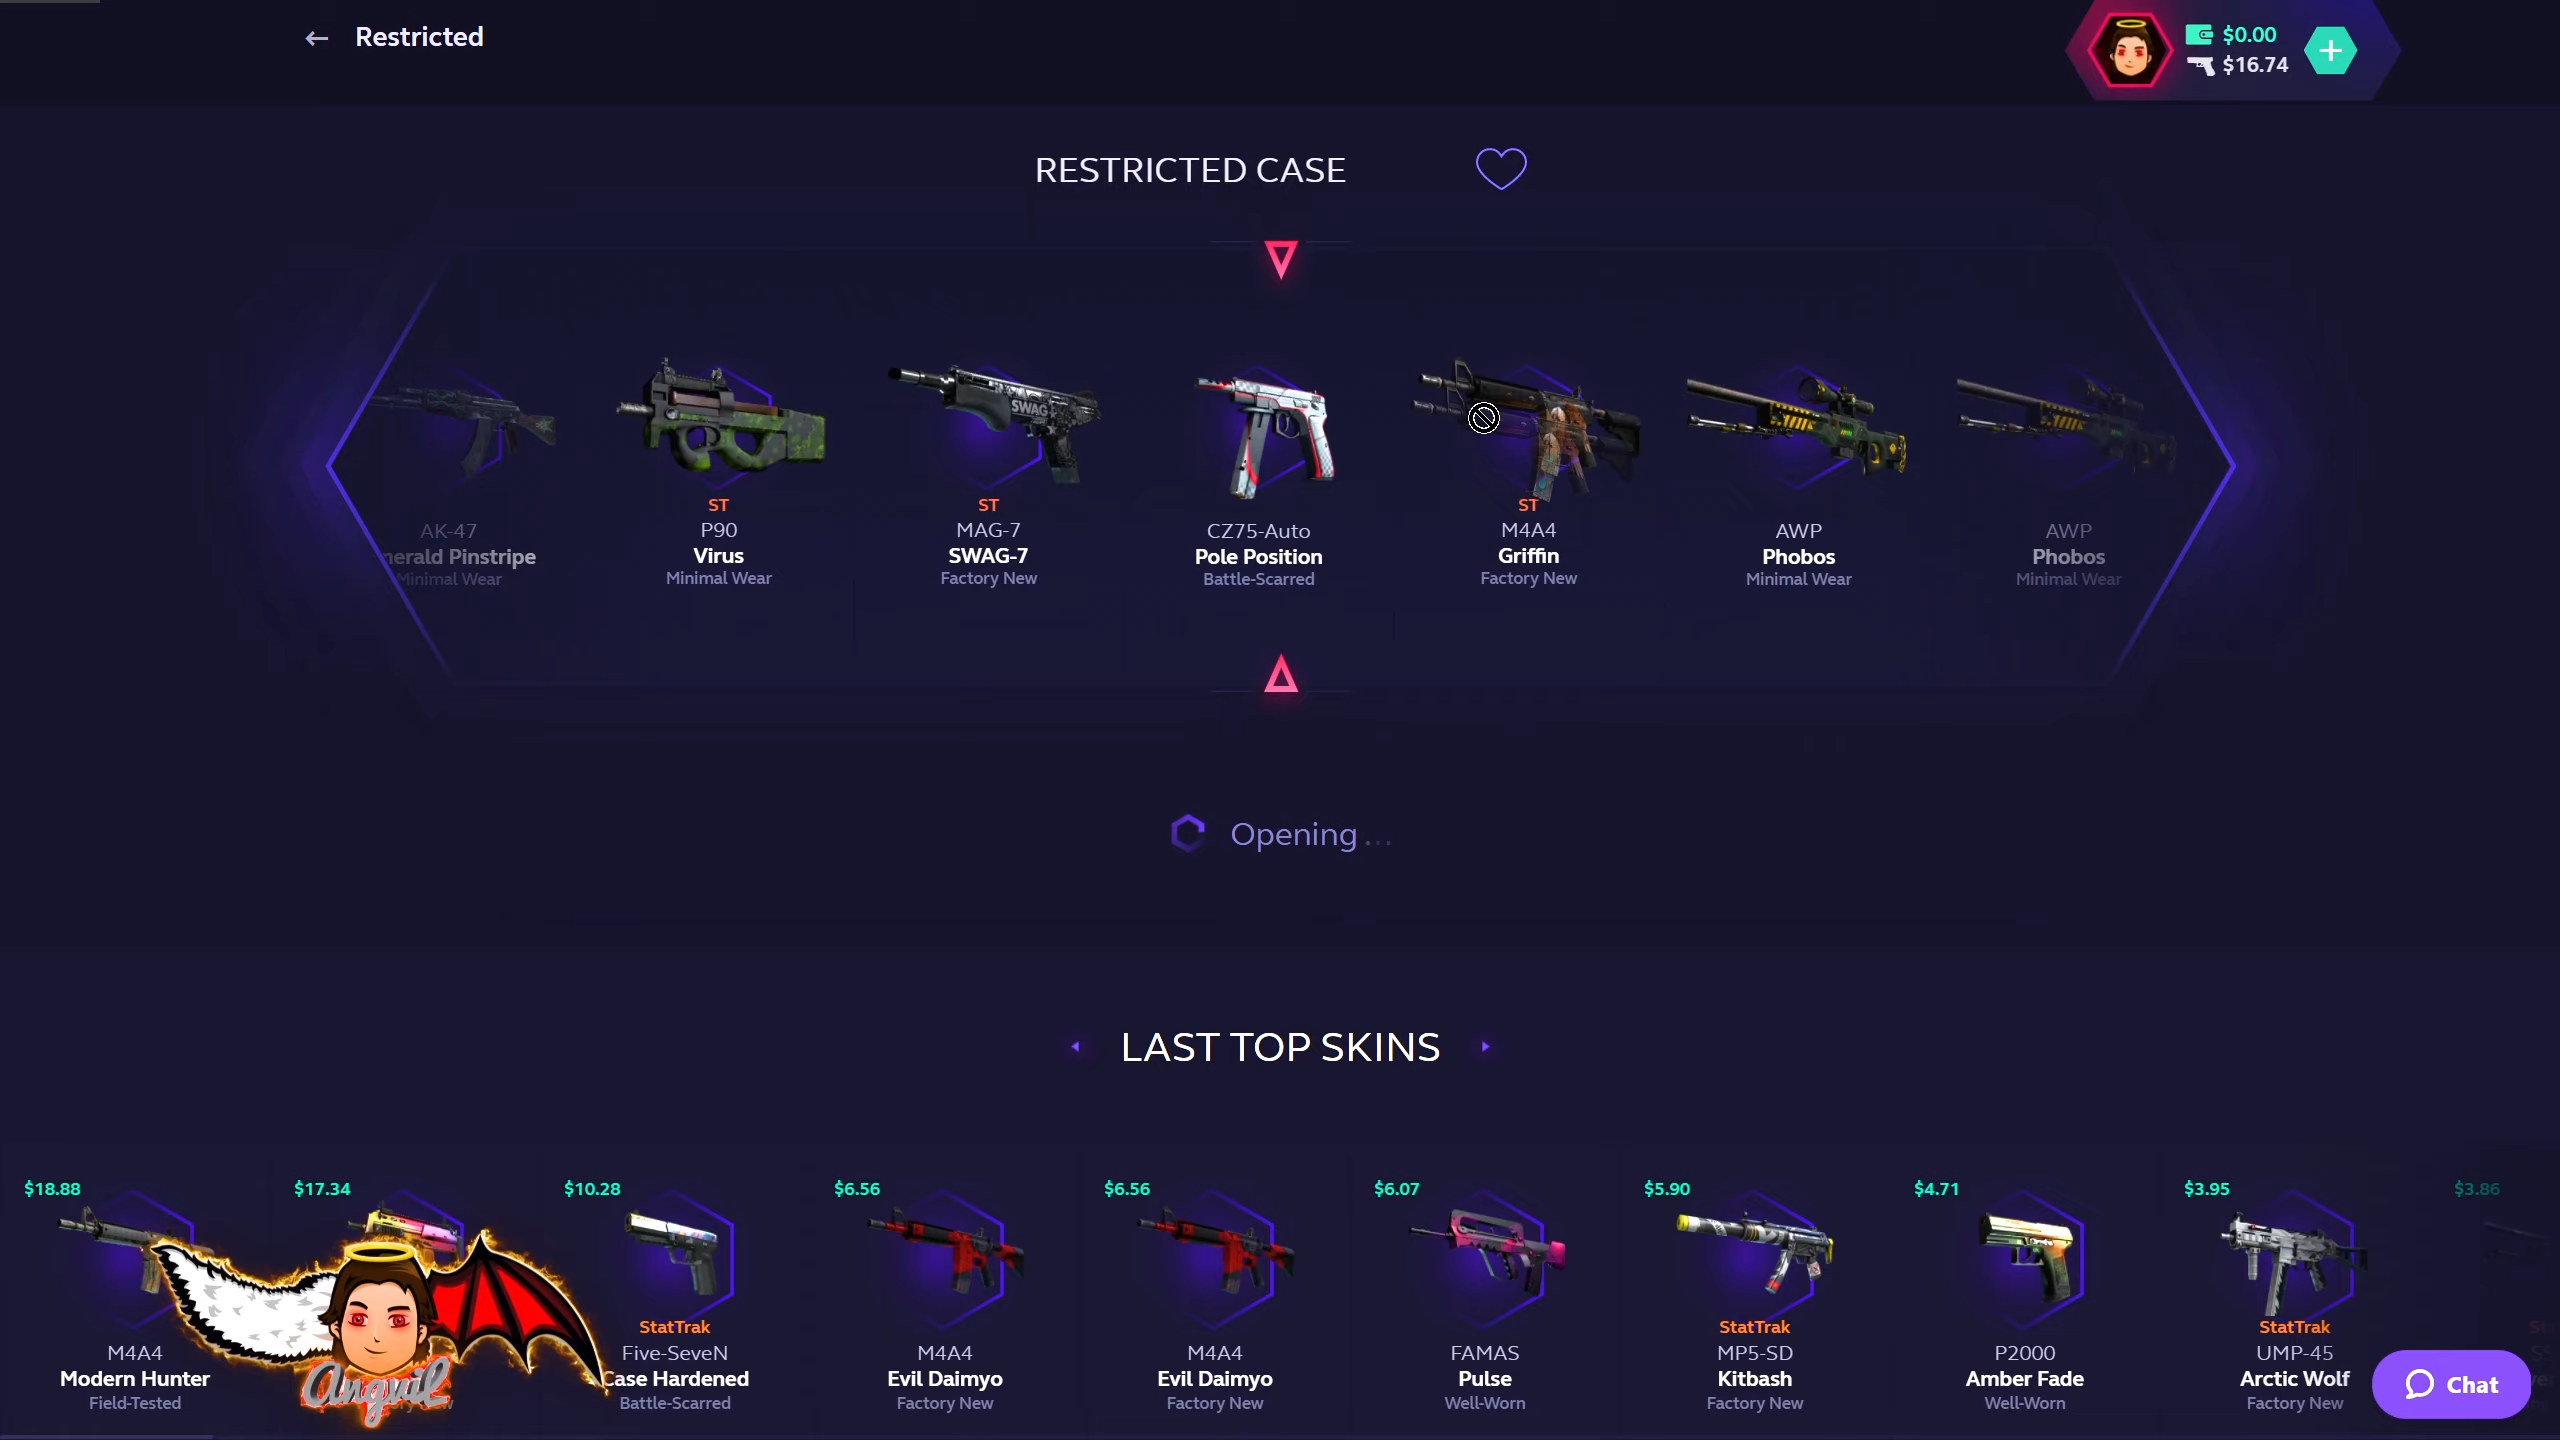 ← Restricted
$0.00
$16.74
RESTRICTED CASE
SWAG
AK-47
nerald Pinstripe
Minimal Wear
ST
P90
Virus
Minimal Wear
ST
MAG-7
SWAG-7
Factory New
CZ75-Auto
Pole Position
Battle-Scarred
ST
M4A4
Griffin
Factory New
AWP
Phobos
Minimal Wear
AWP
Phobos
Minimal Wear
Opening ...
LAST TOP SKINS
$18.88
M4A4
Modern Hunter
Field-Tested
$17.34
Angvil
$10.28
StatTrak
Five-SeveN
Case Hardened
Battle-Scarred
$6.56
M4A4
Evil Daimyo
Factory New
$6.56
M4A4
Evil Daimyo
Factory New
$6.07
FAMAS
Pulse
Well-Worn
$5.90
StatTrak
MP5-SD
Kitbash
Factory New
$4.71
P2000
Amber Fade
Well-Worn
$3.95
StatTrak
UMP-45
Arctic Wolf
Factory New
$3.86
Chat